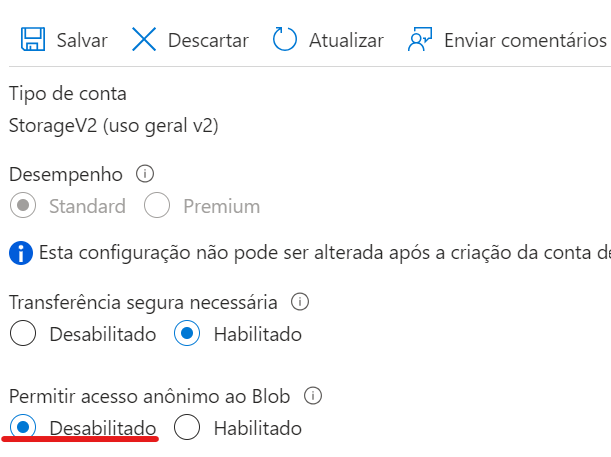 Salvar Descartar Atualizar Enviar comentários
Tipo de conta
StorageV2 (uso geral v2)
Desempenho
Standard Premium
Esta configuração não pode ser alterada após a criação da conta de
Transferência segura necessária
Desabilitado Habilitado
Permitir acesso anônimo ao Blob
Desabilitado Habilitado